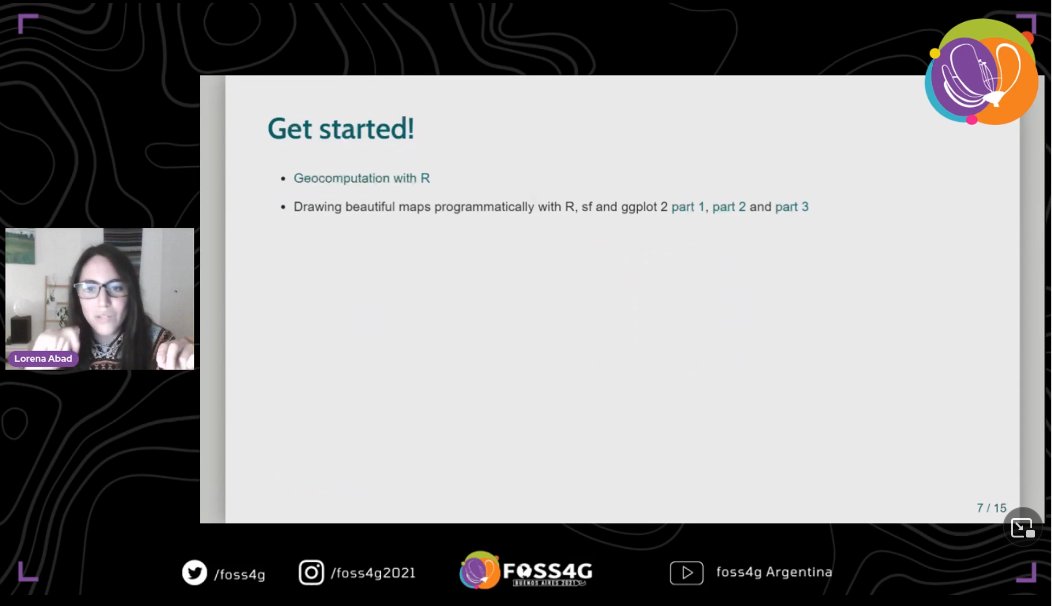 Get started!
Geocomputation with R
Drawing beautiful maps programmatically with R, sf and ggplot 2 part 1, part 2 and part 3
Lorena Abad
7 / 15
/foss4g
/foss4g2021
FOSS4G
BUENOS AIRES 2021
foss4g Argentina